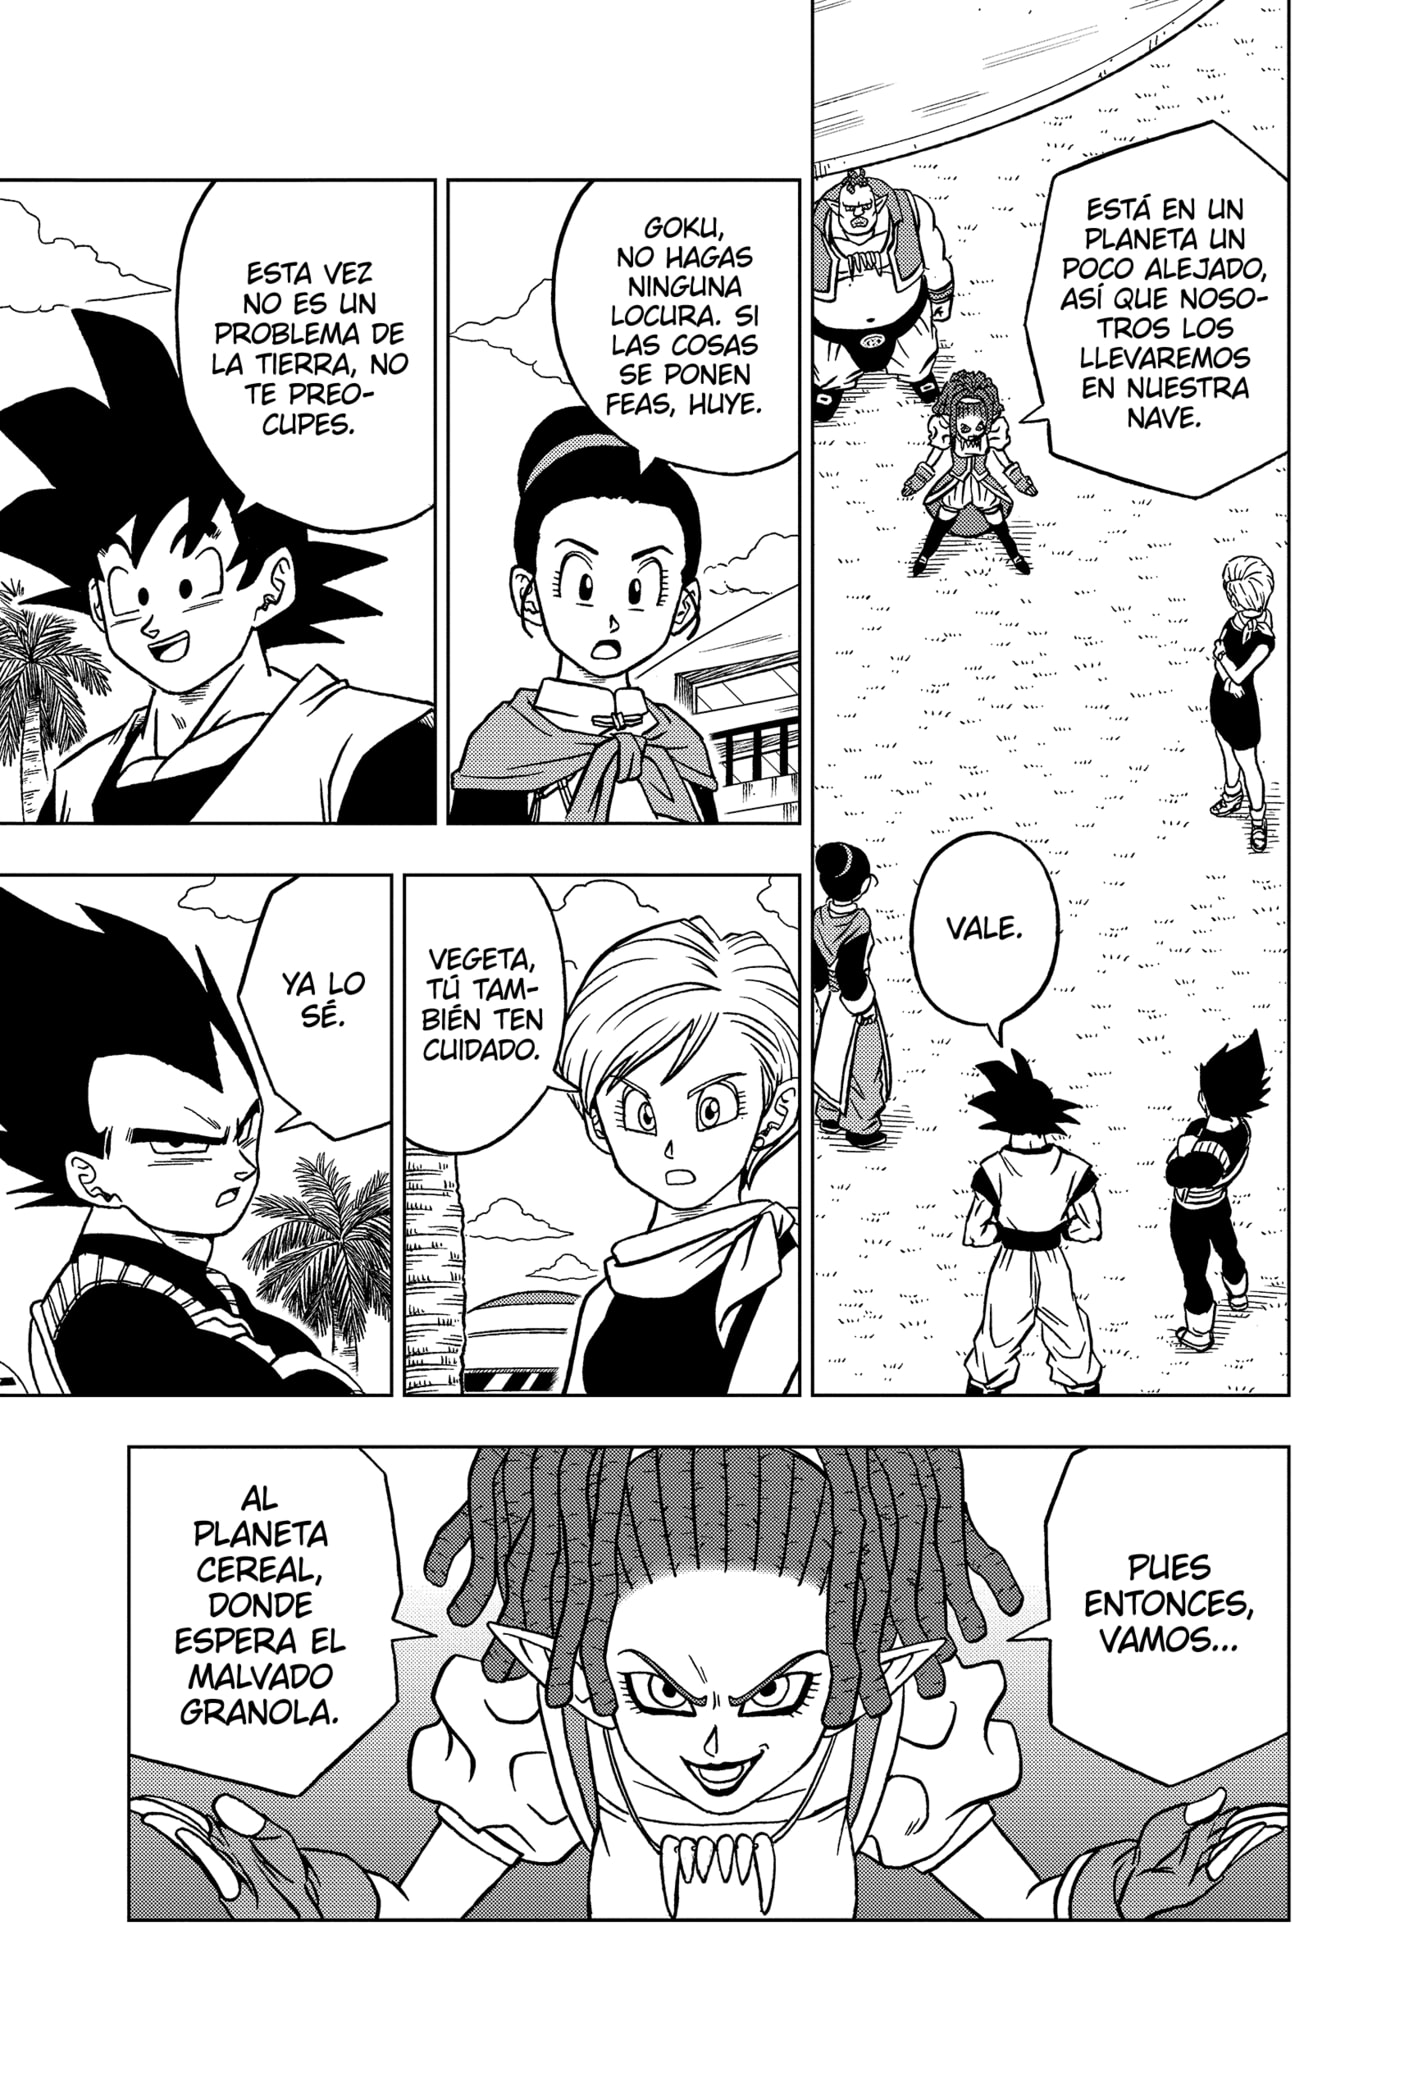 ESTÁ EN UN
PLANETA UN
POCO ALEJADO,
ASÍ QUE NOSO-
TROS LOS
LLEVAREMOS
EN NUESTRA
NAVE.
VALE.
GOKU,
NO HAGAS
NINGUNA
LOCURA. SI
LAS COSAS
SE PONEN
FEAS, HUYE.
ESTA VEZ
NO ES UN
PROBLEMA DE
LA TIERRA, NO
TE PREO-
CUPES.
VEGETA,
TÚ TAM-
BIÉN TEN
CUIDADO.
YA LO
SÉ.
PUES
ENTONCES,
VAMOS...
AL
PLANETA
CEREAL,
DONDE
ESPERA EL
MALVADO
GRANOLA.